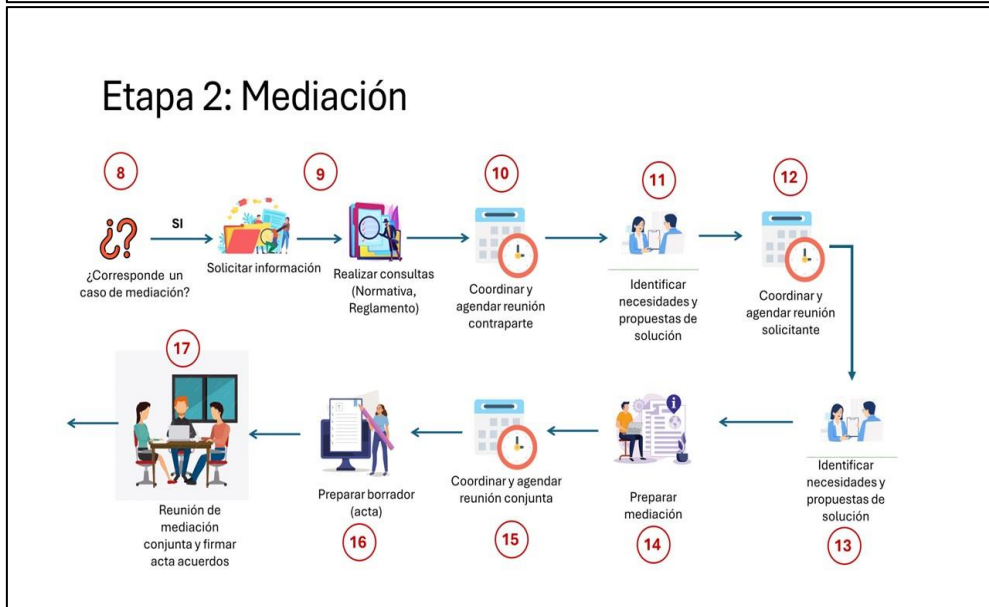 Etapa 2: Mediación
8
9
10
11
12
¿?
SI
¿Corresponde un
caso de mediación?
Solicitar información
Realizar consultas
(Normativa,
Reglamento)
Coordinar y
agendar reunión
contraparte
Identificar
necesidades y
propuestas de
solución
Coordinar y
agendar reunión
solicitante
17
Reunión de
mediación
conjunta y firmar
acta acuerdos
Preparar borrador
(acta)
16
Coordinar y agendar
reunión conjunta
15
i
Preparar
mediación
14
Identificar
necesidades y
propuestas de
solución
13